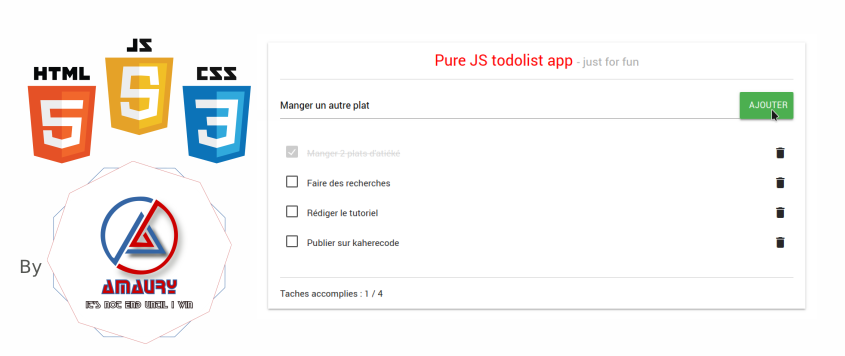 HTML
JS
CSS
5
5
3
By
AMAURY
IT'S NOT END UNTIL I WIN
Pure JS todolist app - just for fun
Manger un autre plat
AJOUTER
Manger 2 plats d'atiéké
Faire des recherches
Rédiger le tutoriel
Publier sur kaherecode
Taches accomplies : 1 / 4